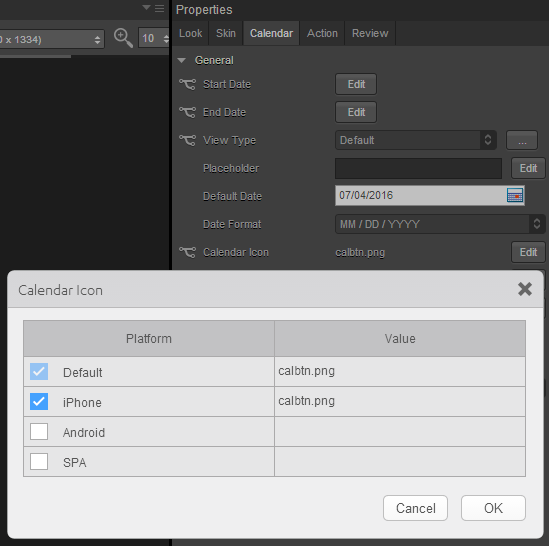 Properties
0 x 1334)
10
Look Skin Calendar Action Review
General
Start Date Edit
End Date Edit
View Type Default ...
Placeholder Edit
Default Date 07/04/2016
Date Format MM / DD / YYYY
Calendar Icon calbtn.png Edit
Calendar Icon
Platform Value
Default calbtn.png
iPhone calbtn.png
Android
SPA
Cancel OK